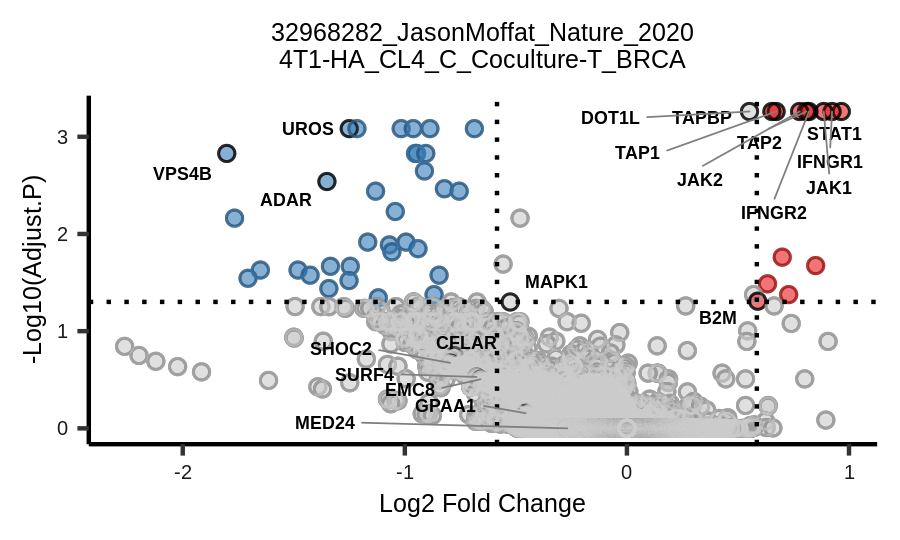 32968282_JasonMoffat_Nature_2020
4T1-HA_CL4_C_Coculture-T_BRCA
-Log10(Adjust.P)
3
2
1
0
UROS
VPS4B
ADAR
DOT1L
TAPBP
STAT1
TAP2
TAP1
IFNGR1
JAK2
JAK1
IFNGR2
MAPK1
B2M
CFLAR
SHOC2
SURF4
EMC8
GPAA1
MED24
-2
-1
0
1
Log2 Fold Change